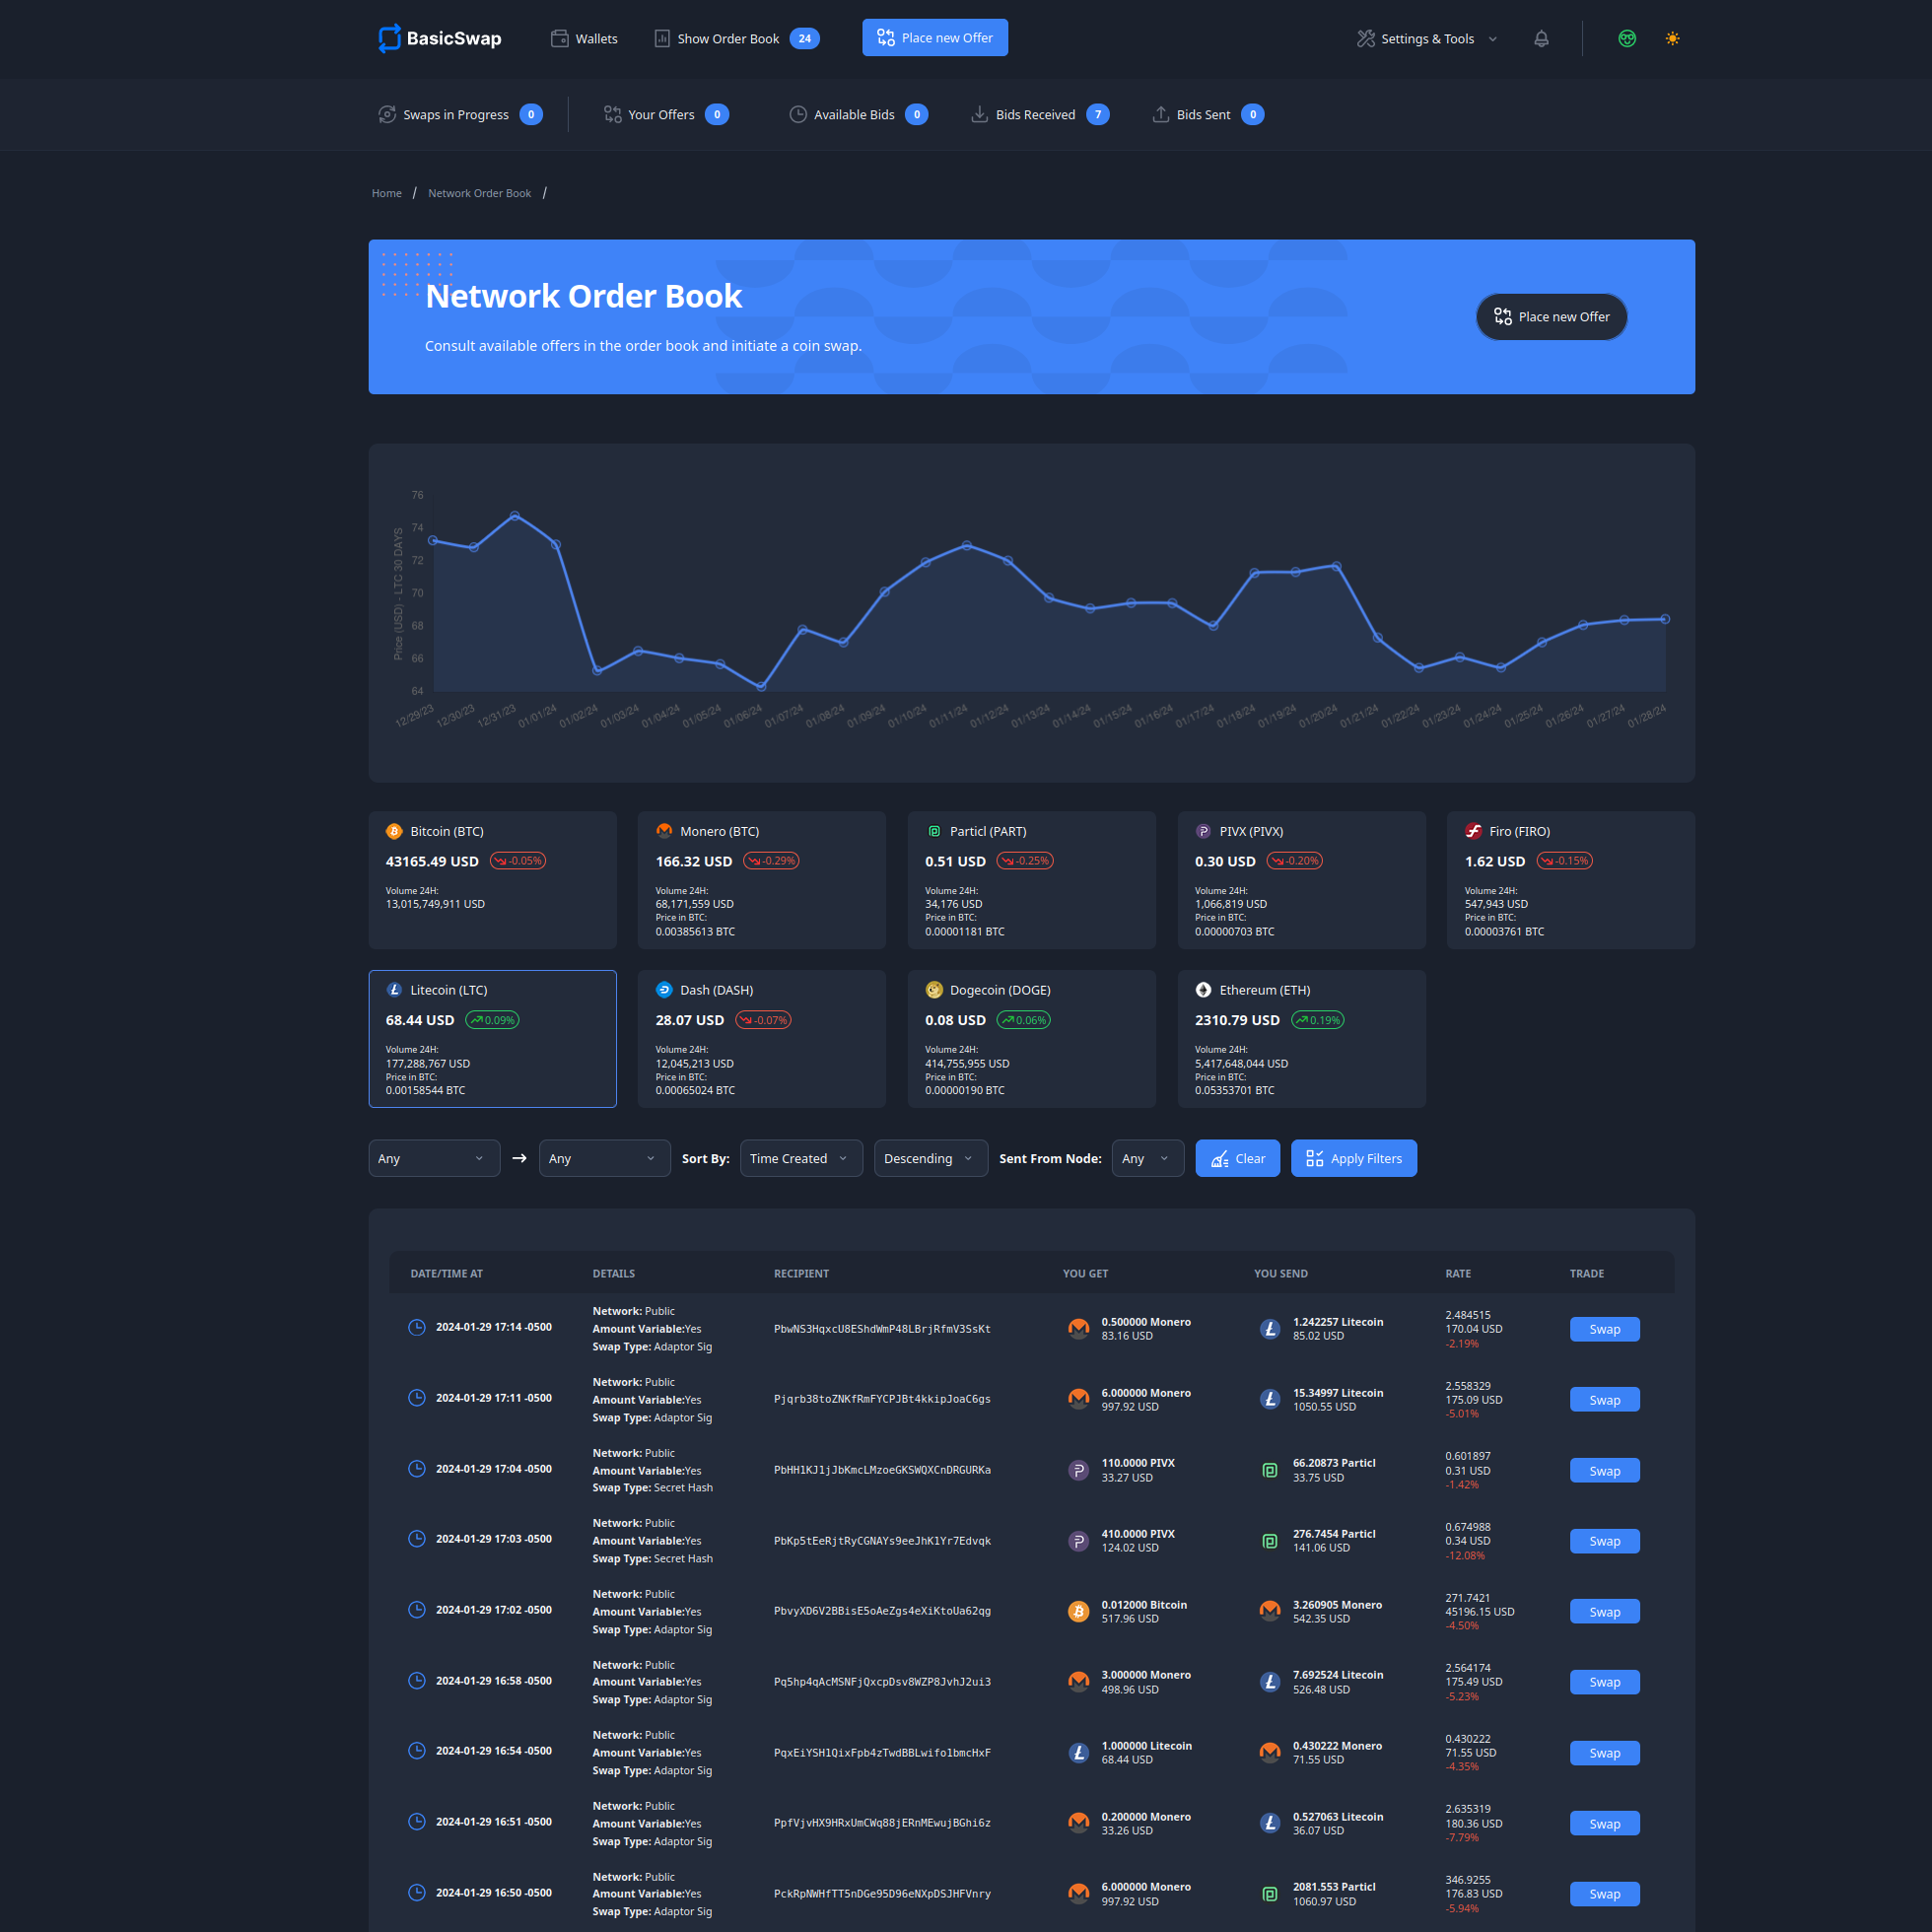 BasicSwap
Wallets
Show Order Book 24
Place new Offer
Settings & Tools
Swaps in Progress 0
Your Offers 0
Available Bids 0
Bids Received 7
Bids Sent 0
Home / Network Order Book /
Network Order Book
Consult available offers in the order book and initiate a coin swap.
Place new Offer
Price (USD) - LTC 30 DAYS
76
74
72
70
68
66
64
12/29/23 12/30/23 12/31/23 01/01/24 01/02/24 01/03/24 01/04/24 01/05/24 01/06/24 01/07/24 01/08/24 01/09/24 01/10/24 01/11/24 01/12/24 01/13/24 01/14/24 01/15/24 01/16/24 01/17/24 01/18/24 01/19/24 01/20/24 01/21/24 01/22/24 01/23/24 01/24/24 01/25/24 01/26/24 01/27/24 01/28/24
Bitcoin (BTC)
43165.49 USD -0.05%
Volume 24H:
13,015,749,911 USD
Monero (BTC)
166.32 USD -0.29%
Volume 24H:
68,171,559 USD
Price in BTC:
0.00385613 BTC
Particl (PART)
0.51 USD -0.25%
Volume 24H:
34,176 USD
Price in BTC:
0.00001181 BTC
PIVX (PIVX)
0.30 USD -0.20%
Volume 24H:
1,066,819 USD
Price in BTC:
0.00000703 BTC
Firo (FIRO)
1.62 USD -0.15%
Volume 24H:
547,943 USD
Price in BTC:
0.00003761 BTC
Litecoin (LTC)
68.44 USD 0.09%
Volume 24H:
177,288,767 USD
Price in BTC:
0.00158544 BTC
Dash (DASH)
28.07 USD -0.07%
Volume 24H:
12,045,213 USD
Price in BTC:
0.00065024 BTC
Dogecoin (DOGE)
0.08 USD 0.06%
Volume 24H:
414,755,955 USD
Price in BTC:
0.00000190 BTC
Ethereum (ETH)
2310.79 USD 0.19%
Volume 24H:
5,417,648,044 USD
Price in BTC:
0.05353701 BTC
Any → Any Sort By: Time Created Descending Sent From Node: Any Clear Apply Filters
DATE/TIME AT DETAILS RECIPIENT YOU GET YOU SEND RATE TRADE
2024-01-29 17:14 -0500
Network: Public
Amount Variable:Yes
Swap Type: Adaptor Sig
PbwNS3HqxcU8EShdWmP48LBrjRfmV3SsKt
0.500000 Monero
83.16 USD
1.242257 Litecoin
85.02 USD
2.484515
170.04 USD
-2.19%
Swap
2024-01-29 17:11 -0500
Network: Public
Amount Variable:Yes
Swap Type: Adaptor Sig
Pjqrb38toZNKfRmFYCPJBt4kkipJoaC6gs
6.000000 Monero
997.92 USD
15.34997 Litecoin
1050.55 USD
2.558329
175.09 USD
-5.01%
Swap
2024-01-29 17:04 -0500
Network: Public
Amount Variable:Yes
Swap Type: Secret Hash
PbHH1KJ1jJbKmcLMzoeGKSWQXCnDRGURKa
110.0000 PIVX
33.27 USD
66.20873 Particl
33.75 USD
0.601897
0.31 USD
-1.42%
Swap
2024-01-29 17:03 -0500
Network: Public
Amount Variable:Yes
Swap Type: Secret Hash
PbKp5tEeRjtRyCGNAYs9eeJhK1Yr7Edvqk
410.0000 PIVX
124.02 USD
276.7454 Particl
141.06 USD
0.674988
0.34 USD
-12.08%
Swap
2024-01-29 17:02 -0500
Network: Public
Amount Variable:Yes
Swap Type: Adaptor Sig
PbvyXD6V2BBisE5oAeZgs4eXiKtoUa62qg
0.012000 Bitcoin
517.96 USD
3.260905 Monero
542.35 USD
271.7421
45196.15 USD
-4.50%
Swap
2024-01-29 16:58 -0500
Network: Public
Amount Variable:Yes
Swap Type: Adaptor Sig
Pq5hp4qAcMSNFjQxcpDsv8WZP8JvhJ2ui3
3.000000 Monero
498.96 USD
7.692524 Litecoin
526.48 USD
2.564174
175.49 USD
-5.23%
Swap
2024-01-29 16:54 -0500
Network: Public
Amount Variable:Yes
Swap Type: Adaptor Sig
PqxEiYSH1QixFpb4zTwdBBLwifo1bmcHxF
1.000000 Litecoin
68.44 USD
0.430222 Monero
71.55 USD
0.430222
71.55 USD
-4.35%
Swap
2024-01-29 16:51 -0500
Network: Public
Amount Variable:Yes
Swap Type: Adaptor Sig
PpfVjvHX9HRxUmCWq88jERnMEwujBGhi6z
0.200000 Monero
33.26 USD
0.527063 Litecoin
36.07 USD
2.635319
180.36 USD
-7.79%
Swap
2024-01-29 16:50 -0500
Network: Public
Amount Variable:Yes
Swap Type: Adaptor Sig
PckRpNWHfTT5nDGe95D96eNXpDSJHFVnry
6.000000 Monero
997.92 USD
2081.553 Particl
1060.97 USD
346.9255
176.83 USD
-5.94%
Swap